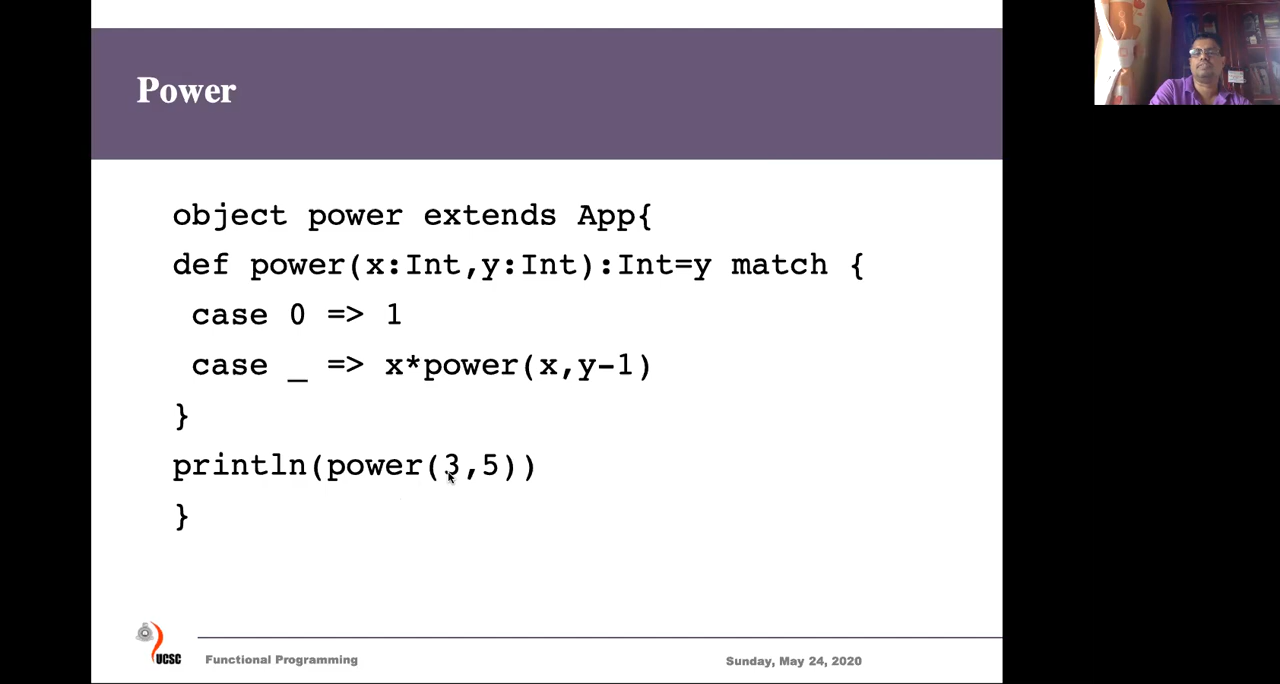 Power
object power extends App{
def power(x:Int,y:Int):Int=y match {
case 0 => 1
case _ => x*power(x,y-1)
}
println(power(3,5))
}
UCSC
Functional Programming
Sunday, May 24, 2020